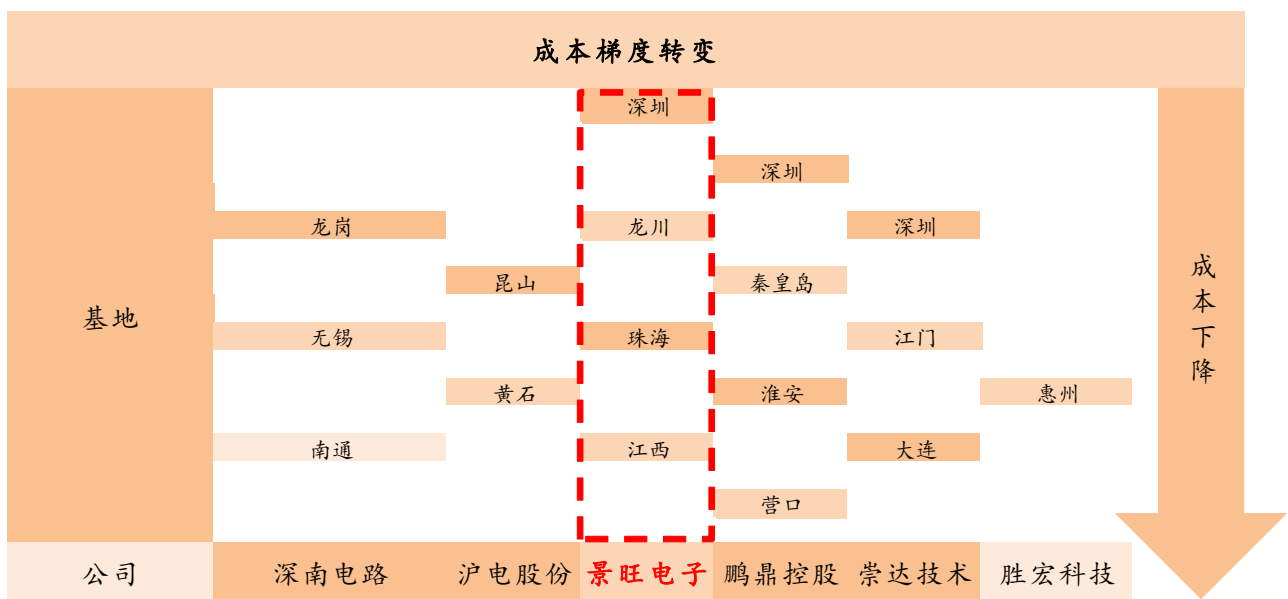 成本梯度转变
深圳
深圳
龙岗 龙川 深圳
昆山 秦皇岛
基地
无锡 珠海 江门
黄石 淮安 惠州
南通 江西 大连
营口
成本下降
公司 深南电路 沪电股份 景旺电子 鹏鼎控股 崇达技术 胜宏科技